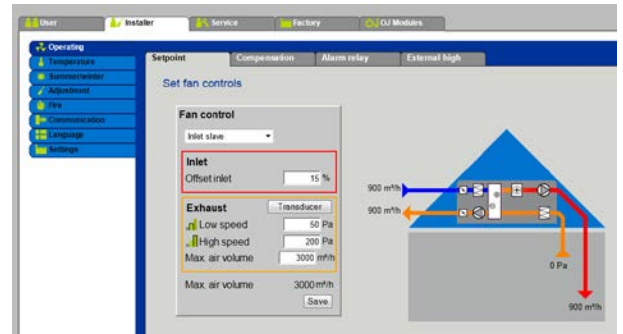 User Installer Service Factory OJ Modules
Operating
Temperature
Summer/winter
Adjustment
Fire
Communication
Language
Settings
Setpoint Compensation Alarm relay External high
Set fan controls
Fan control
Inlet slave
Inlet
Offset inlet 15 %
Exhaust Transducer
Low speed 50 Pa
High speed 200 Pa
Max. air volume 3000 m³/h
Max. air volume 3000 m³/h
Save
900 m³/h
900 m³/h
0 Pa
900 m³/h